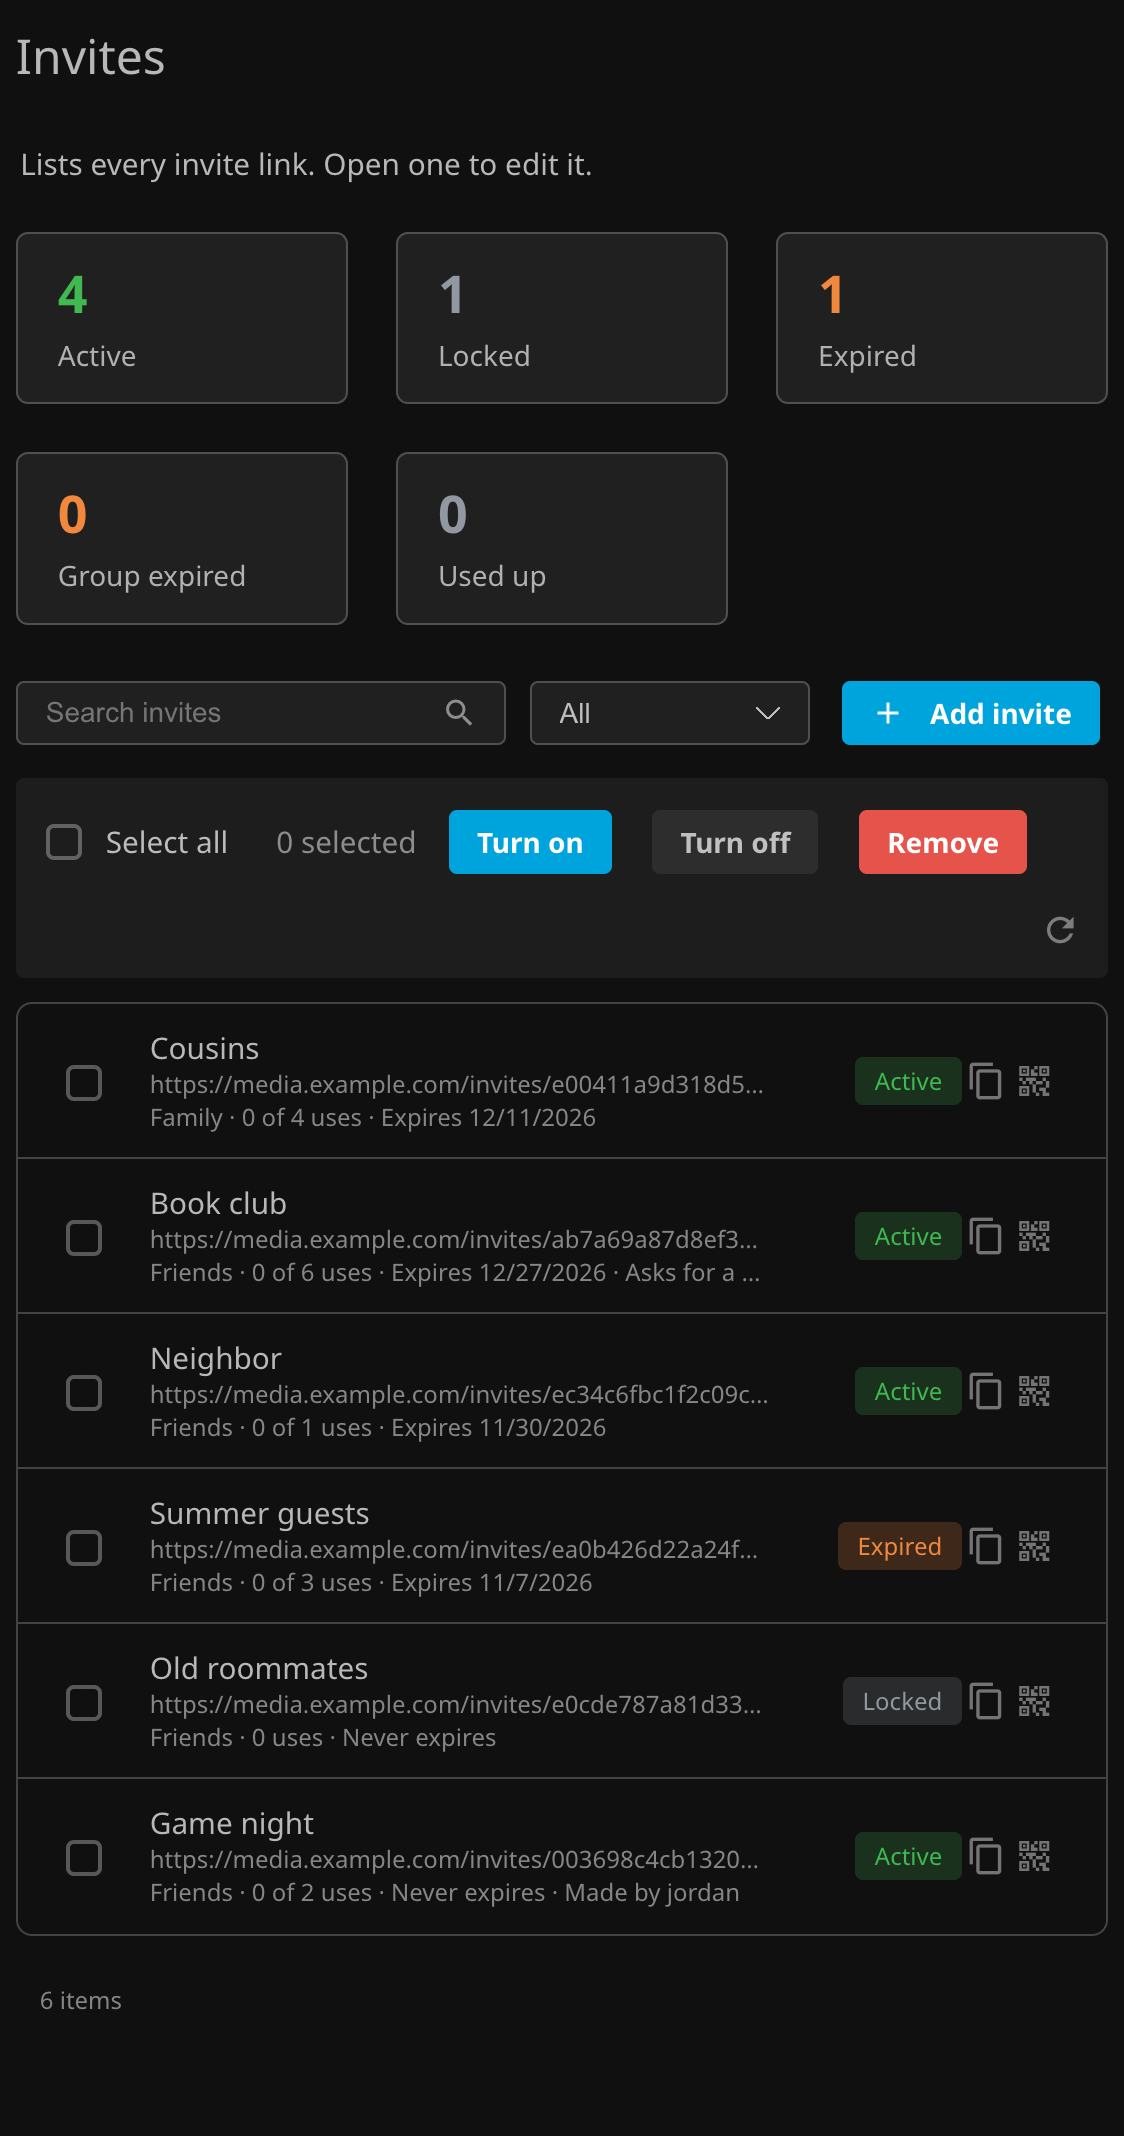 Invites
Lists every invite link. Open one to edit it.
4
Active
1
Locked
1
Expired
0
Group expired
0
Used up
Search invites
All
Add invite
Select all
0 selected
Turn on
Turn off
Remove
Cousins
https://media.example.com/invites/e00411a9d318d5...
Family · 0 of 4 uses · Expires 12/11/2026
Active
Book club
https://media.example.com/invites/ab7a69a87d8ef3...
Friends · 0 of 6 uses · Expires 12/27/2026 · Asks for a ...
Active
Neighbor
https://media.example.com/invites/ec34c6fbc1f2c09c...
Friends · 0 of 1 uses · Expires 11/30/2026
Active
Summer guests
https://media.example.com/invites/ea0b426d22a24f...
Friends · 0 of 3 uses · Expires 11/7/2026
Expired
Old roommates
https://media.example.com/invites/e0cde787a81d33...
Friends · 0 uses · Never expires
Locked
Game night
https://media.example.com/invites/003698c4cb1320...
Friends · 0 of 2 uses · Never expires · Made by jordan
Active
6 items